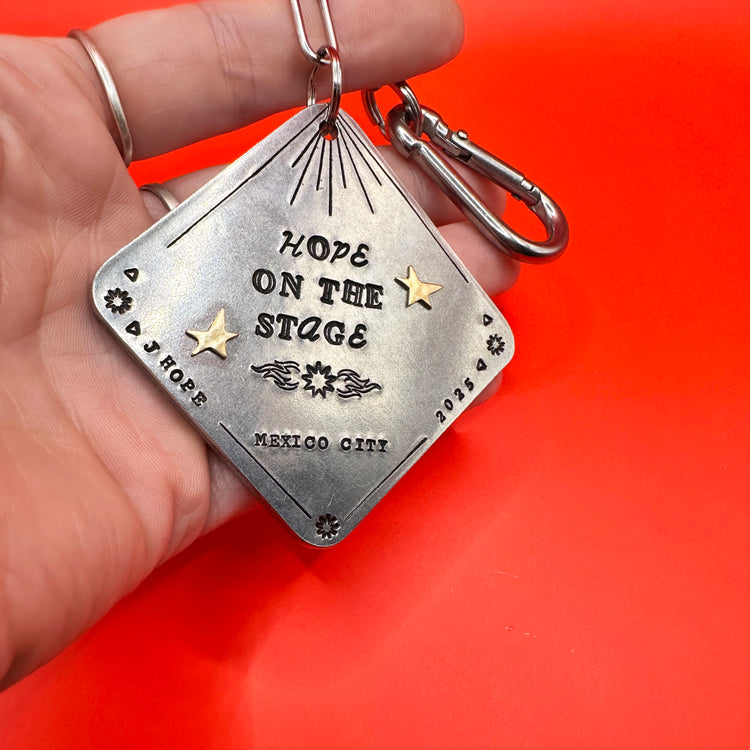 HOPE
ON THE
STAGE
J HOPE
2025
MEXICO CITY